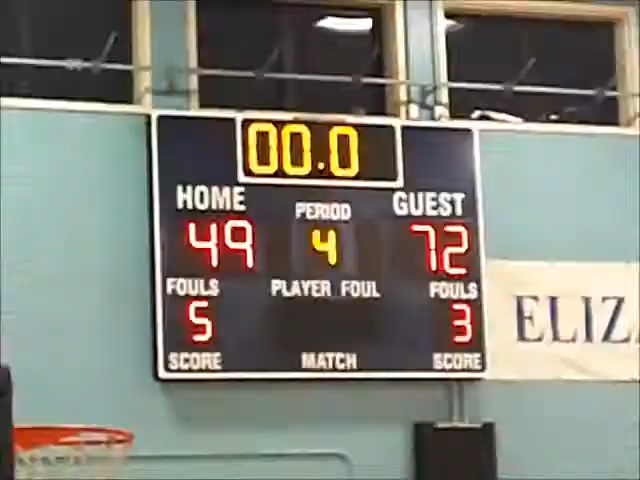 00.0
HOME PERIOD GUEST
49 4 72
FOULS PLAYER FOUL FOULS
5 3
SCORE MATCH SCORE
ELIZ